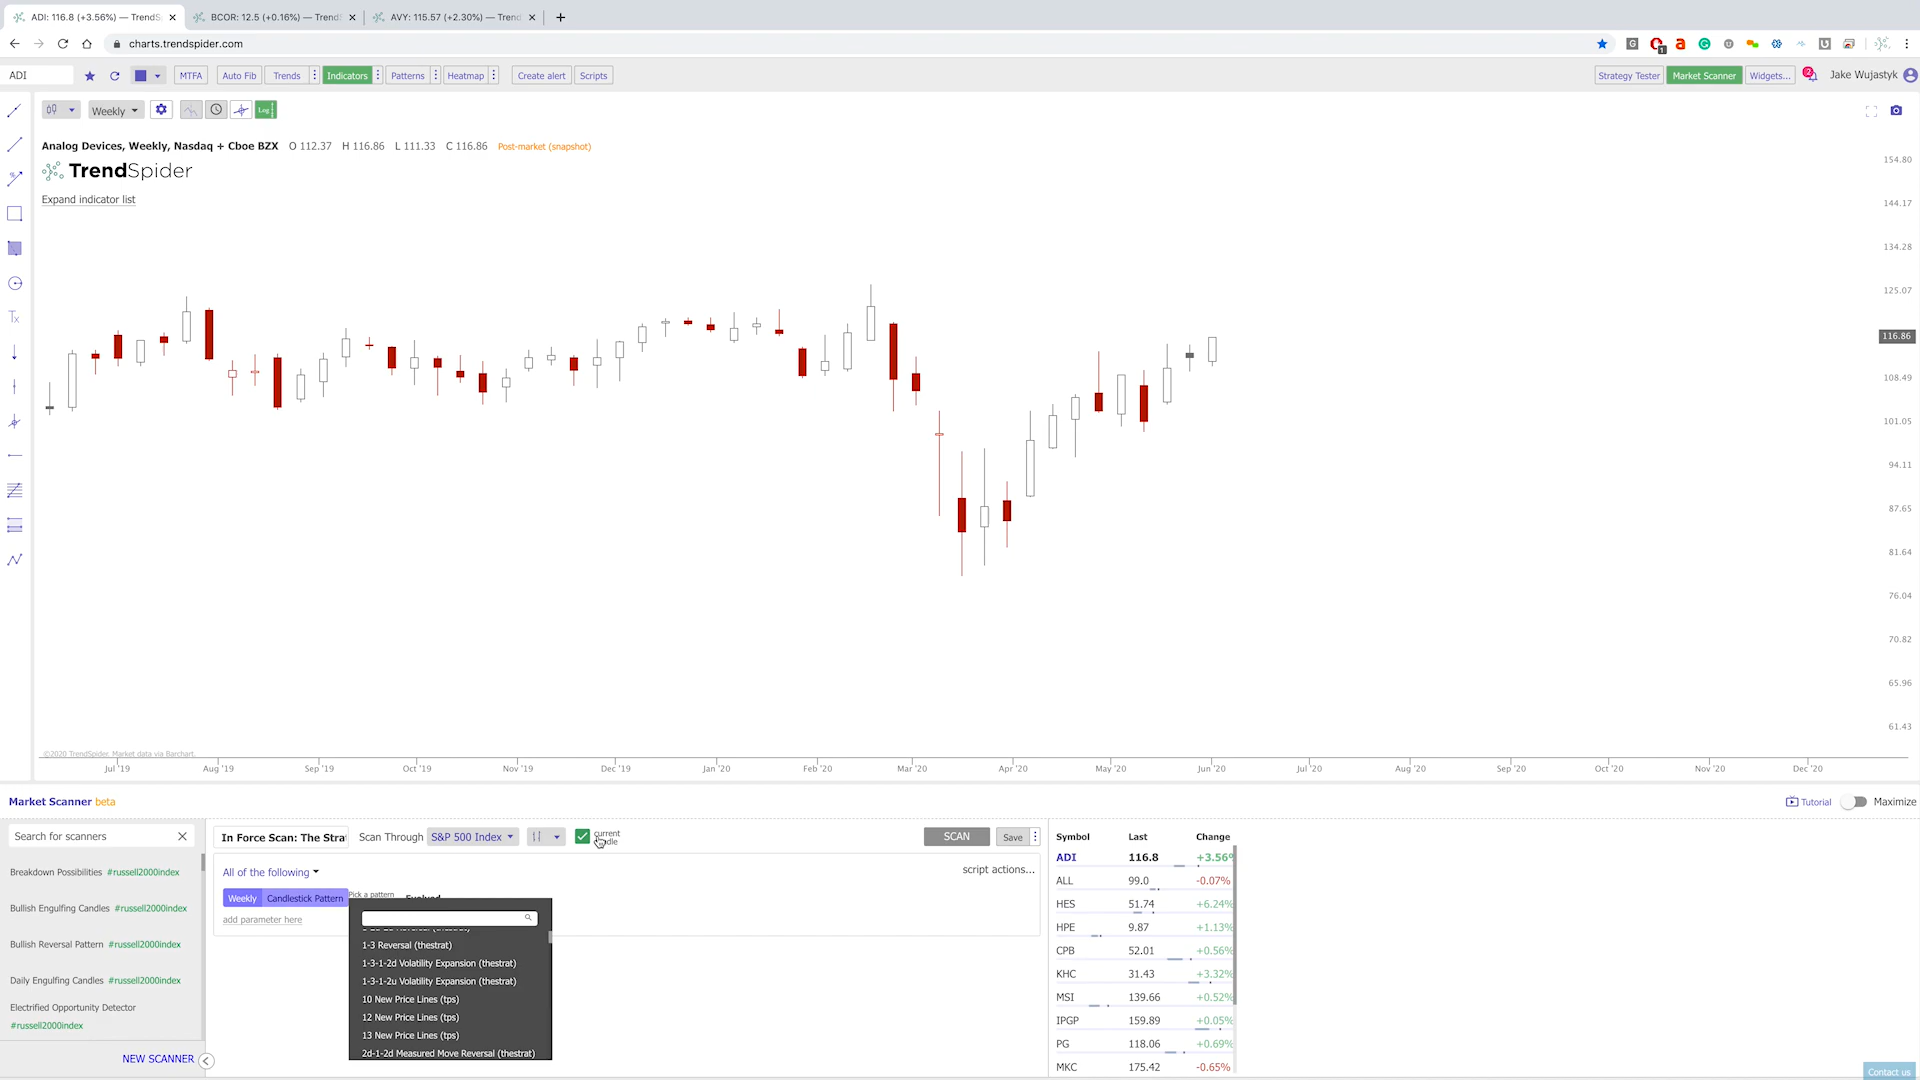 ADI: 116.8 (+3.56%) — TrendS
BCOR: 12.5 (+0.16%) — Trend
AVY: 115.57 (+2.30%) — Trend
charts.trendspider.com
ADI
MTFA
Auto Fib
Trends
Indicators
Patterns
Heatmap
Create alert
Scripts
Strategy Tester
Market Scanner
Widgets...
2
Jake Wujastyk
Weekly
Log
Analog Devices, Weekly, Nasdaq + Cboe BZX O 112.37 H 116.86 L 111.33 C 116.86 Post-market (snapshot)
TrendSpider
Expand indicator list
154.80
144.17
134.28
125.07
116.86
108.49
101.05
94.11
87.65
81.64
76.04
70.82
65.96
61.43
©2020 TrendSpider. Market data via Barchart.
Jul '19
Aug '19
Sep '19
Oct '19
Nov '19
Dec '19
Jan '20
Feb '20
Mar '20
Apr '20
May '20
Jun '20
Jul '20
Aug '20
Sep '20
Oct '20
Nov '20
Dec '20
Market Scanner beta
Tutorial
Maximize
Search for scanners
Breakdown Possibilities #russell2000index
Bullish Engulfing Candles #russell2000index
Bullish Reversal Pattern #russell2000index
Daily Engulfing Candles #russell2000index
Electrified Opportunity Detector
#russell2000index
NEW SCANNER
In Force Scan: The Strat
Scan Through
S&P 500 Index
current
SCAN
Save
All of the following
script actions...
Weekly
Candlestick Pattern
Pick a pattern
add parameter here
1-3 Reversal (thestrat)
1-3-1-2d Volatility Expansion (thestrat)
1-3-1-2u Volatility Expansion (thestrat)
10 New Price Lines (tps)
12 New Price Lines (tps)
13 New Price Lines (tps)
2d-1-2d Measured Move Reversal (thestrat)
Symbol Last Change
ADI 116.8 +3.56%
ALL 99.0 -0.07%
HES 51.74 +6.24%
HPE 9.87 +1.13%
CPB 52.01 +0.56%
KHC 31.43 +3.32%
MSI 139.66 +0.52%
IPGP 159.89 +0.05%
PG 118.06 +0.69%
MKC 175.42 -0.65%
Contact us